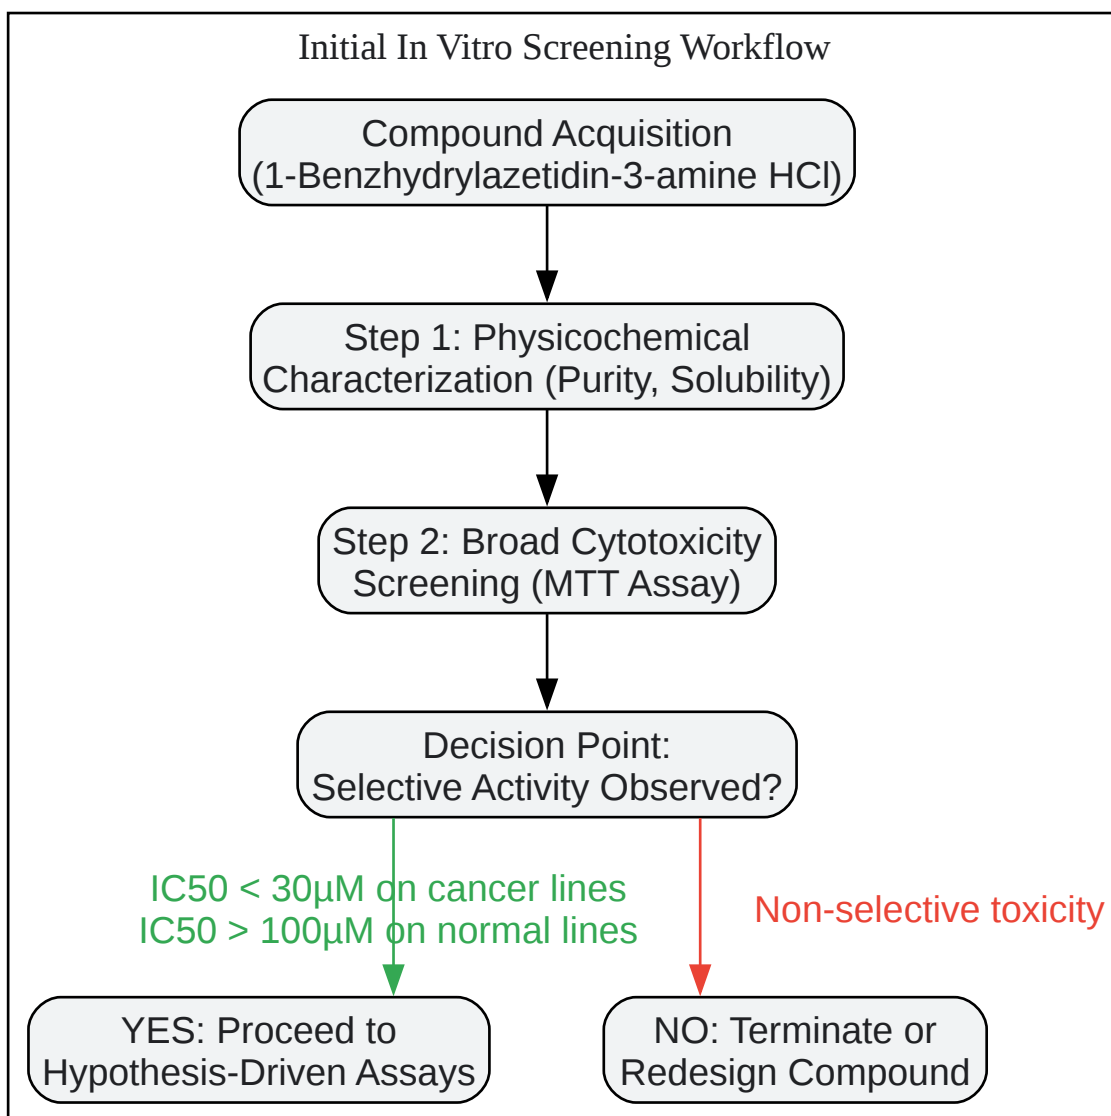 Initial In Vitro Screening Workflow
Compound Acquisition
(1-Benzhydrylazetidin-3-amine HCl)
Step 1: Physicochemical
Characterization (Purity, Solubility)
Step 2: Broad Cytotoxicity
Screening (MTT Assay)
Decision Point:
Selective Activity Observed?
IC50 < 30µM on cancer lines
IC50 > 100µM on normal lines
Non-selective toxicity
YES: Proceed to
Hypothesis-Driven Assays
NO: Terminate or
Redesign Compound